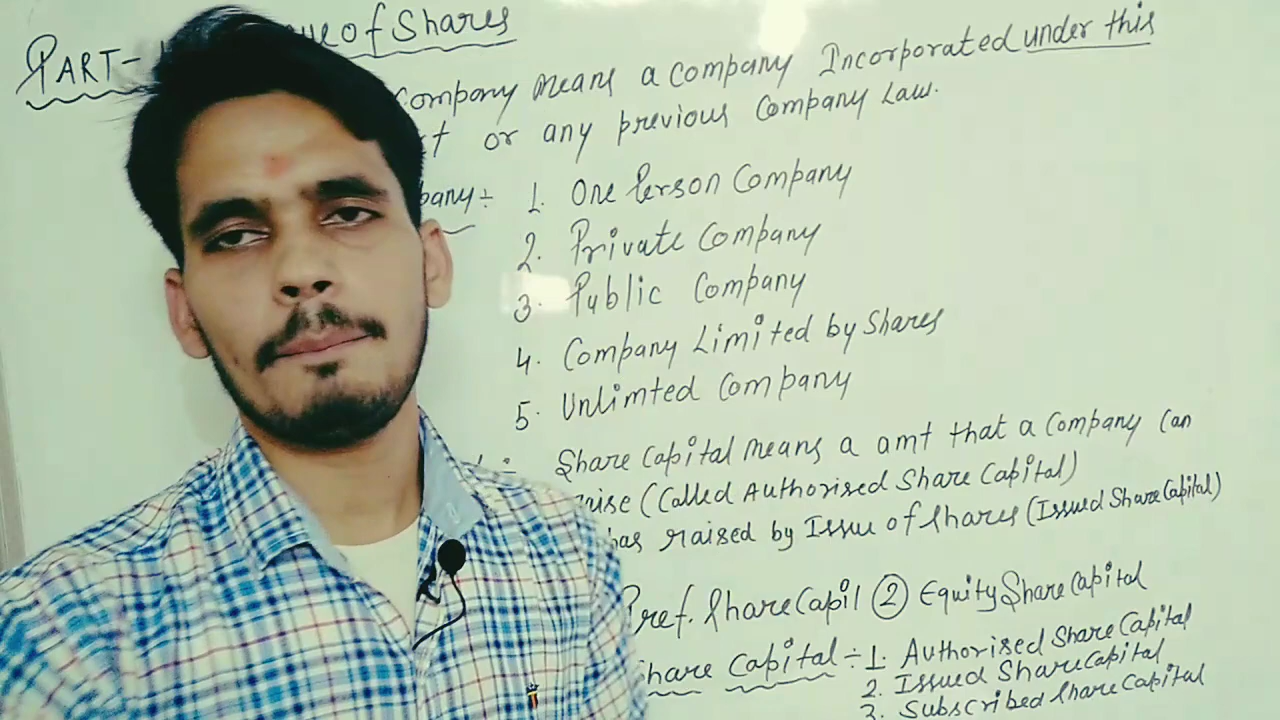 PART- of Shares
Company means a Company Incorporated under this
or any previous Company Law.
1. One Person Company
2. Private Company
3. Public Company
4. Company Limited by Shares
5. Unlimted Company
Share Capital means a amt that a Company Can
(Called Authorised Share Capital)
has raised by Issue of Shares (Issued Share Capital)
Pref. Share Capil ② Equity Share Capital
Share Capital ÷ 1. Authorised Share Capital
2. Issued Share Capital
3. Subscribed Share Capital